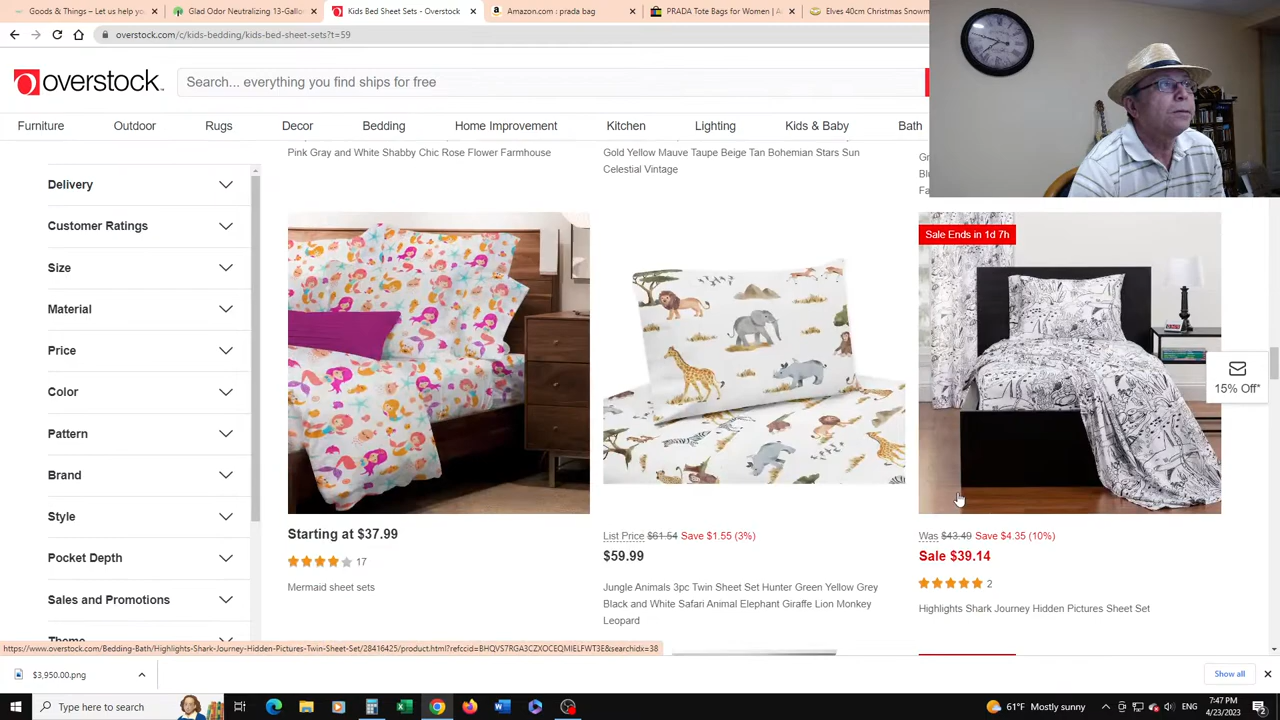 Goods & Things – Let us help yo
Glad Odor Neutralizing 13-Gallo
Kids Bed Sheet Sets - Overstock
Amazon.com : prada bag
PRADA Tote Bags for Women | A
Elves 40cm Christmas Snowm
overstock.com/c/kids-bedding/kids-bed-sheet-sets?t=59
overstock™
Search... everything you find ships for free
Furniture
Outdoor
Rugs
Decor
Bedding
Home Improvement
Kitchen
Lighting
Kids & Baby
Bath
Pink Gray and White Shabby Chic Rose Flower Farmhouse
Gold Yellow Mauve Taupe Beige Tan Bohemian Stars Sun
Celestial Vintage
Delivery
Customer Ratings
Size
Material
Price
Color
Pattern
Brand
Style
Pocket Depth
Sales and Promotions
Theme
Starting at $37.99
17
Mermaid sheet sets
List Price $61.54 Save $1.55 (3%)
$59.99
Jungle Animals 3pc Twin Sheet Set Hunter Green Yellow Grey
Black and White Safari Animal Elephant Giraffe Lion Monkey
Leopard
Sale Ends in 1d 7h
Was $43.49 Save $4.35 (10%)
Sale $39.14
2
Highlights Shark Journey Hidden Pictures Sheet Set
15% Off*
https://www.overstock.com/Bedding-Bath/Highlights-Shark-Journey-Hidden-Pictures-Twin-Sheet-Set/28416425/product.html?refccid=BHQVS7RGA3CZXOCEQMIELFWT3E&searchidx=38
$3,950.00.png
Show all
Type here to search
61°F Mostly sunny
ENG
7:47 PM
4/23/2023
2